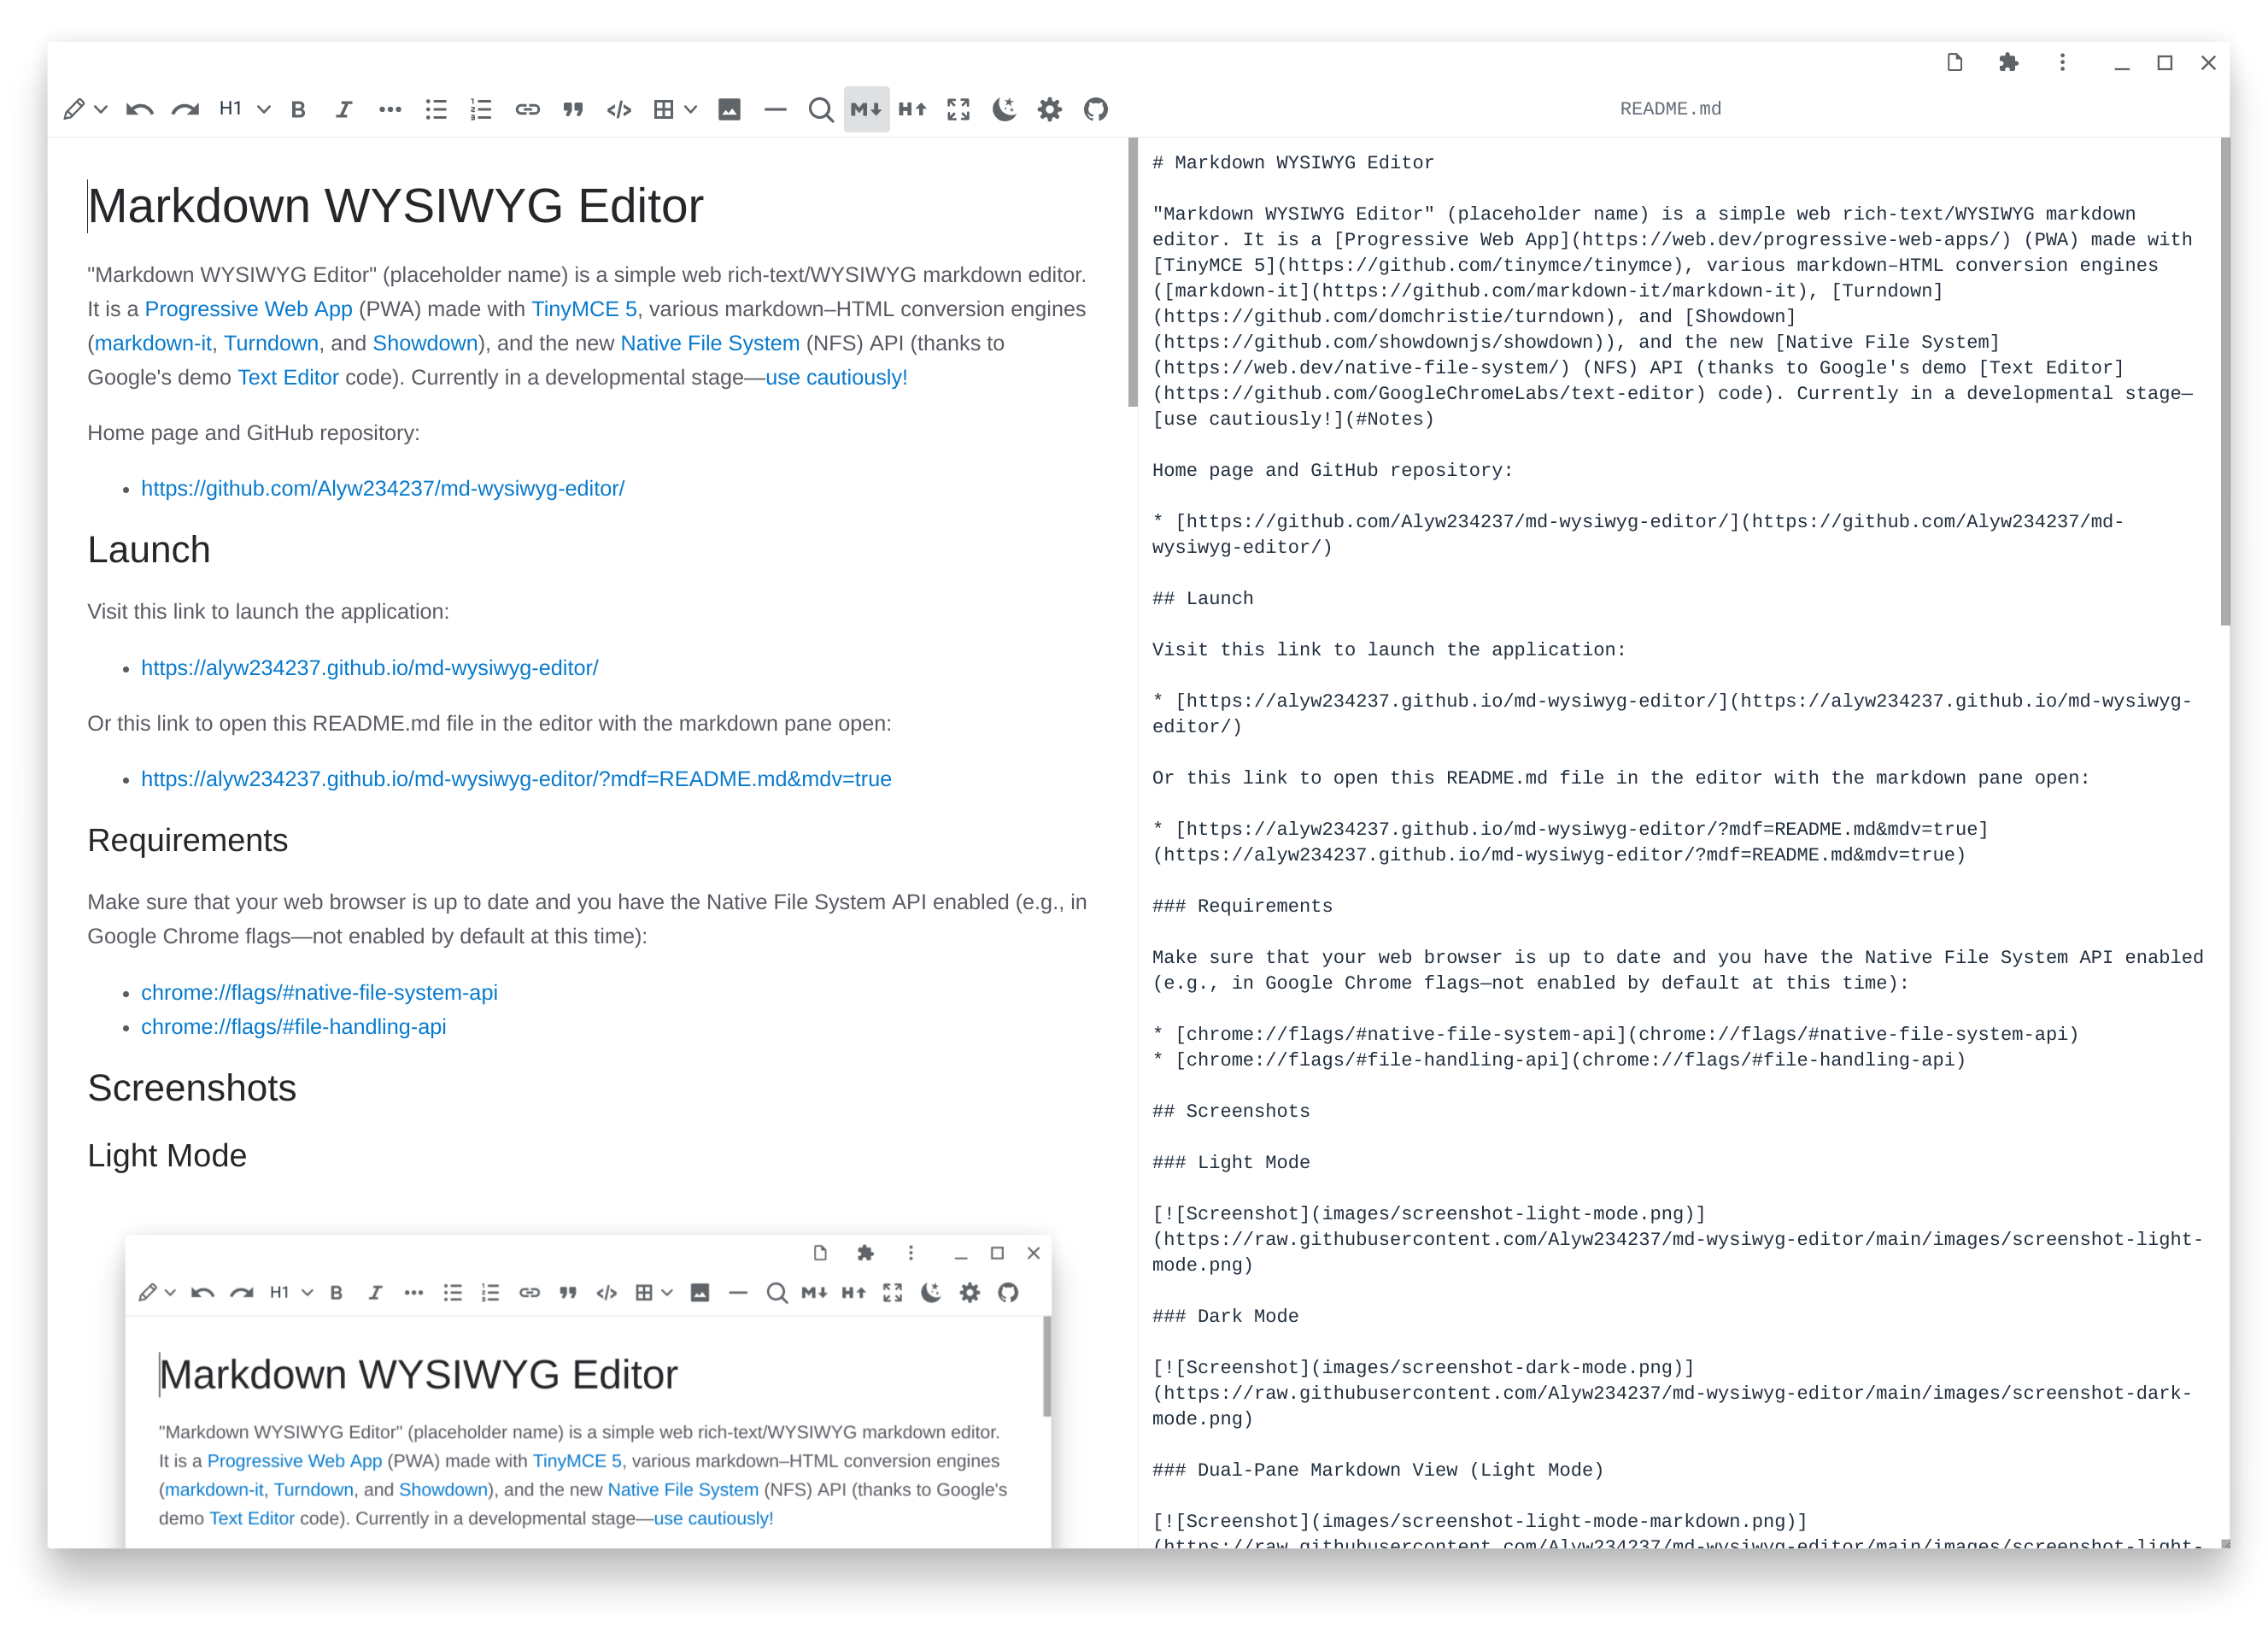 H1 B I M H
README.md
Markdown WYSIWYG Editor
"Markdown WYSIWYG Editor" (placeholder name) is a simple web rich-text/WYSIWYG markdown editor.
It is a Progressive Web App (PWA) made with TinyMCE 5, various markdown–HTML conversion engines
(markdown-it, Turndown, and Showdown), and the new Native File System (NFS) API (thanks to
Google's demo Text Editor code). Currently in a developmental stage—use cautiously!
Home page and GitHub repository:
• https://github.com/Alyw234237/md-wysiwyg-editor/
Launch
Visit this link to launch the application:
• https://alyw234237.github.io/md-wysiwyg-editor/
Or this link to open this README.md file in the editor with the markdown pane open:
• https://alyw234237.github.io/md-wysiwyg-editor/?mdf=README.md&mdv=true
Requirements
Make sure that your web browser is up to date and you have the Native File System API enabled (e.g., in
Google Chrome flags—not enabled by default at this time):
• chrome://flags/#native-file-system-api
• chrome://flags/#file-handling-api
Screenshots
Light Mode
H1 B I M H
Markdown WYSIWYG Editor
"Markdown WYSIWYG Editor" (placeholder name) is a simple web rich-text/WYSIWYG markdown editor.
It is a Progressive Web App (PWA) made with TinyMCE 5, various markdown–HTML conversion engines
(markdown-it, Turndown, and Showdown), and the new Native File System (NFS) API (thanks to Google's
demo Text Editor code). Currently in a developmental stage—use cautiously!
# Markdown WYSIWYG Editor
"Markdown WYSIWYG Editor" (placeholder name) is a simple web rich-text/WYSIWYG markdown
editor. It is a [Progressive Web App](https://web.dev/progressive-web-apps/) (PWA) made with
[TinyMCE 5](https://github.com/tinymce/tinymce), various markdown–HTML conversion engines
([markdown-it](https://github.com/markdown-it/markdown-it), [Turndown]
(https://github.com/domchristie/turndown), and [Showdown]
(https://github.com/showdownjs/showdown)), and the new [Native File System]
(https://web.dev/native-file-system/) (NFS) API (thanks to Google's demo [Text Editor]
(https://github.com/GoogleChromeLabs/text-editor) code). Currently in a developmental stage—
[use cautiously!](#Notes)
Home page and GitHub repository:
* [https://github.com/Alyw234237/md-wysiwyg-editor/](https://github.com/Alyw234237/md-
wysiwyg-editor/)
## Launch
Visit this link to launch the application:
* [https://alyw234237.github.io/md-wysiwyg-editor/](https://alyw234237.github.io/md-wysiwyg-
editor/)
Or this link to open this README.md file in the editor with the markdown pane open:
* [https://alyw234237.github.io/md-wysiwyg-editor/?mdf=README.md&mdv=true]
(https://alyw234237.github.io/md-wysiwyg-editor/?mdf=README.md&mdv=true)
### Requirements
Make sure that your web browser is up to date and you have the Native File System API enabled
(e.g., in Google Chrome flags—not enabled by default at this time):
* [chrome://flags/#native-file-system-api](chrome://flags/#native-file-system-api)
* [chrome://flags/#file-handling-api](chrome://flags/#file-handling-api)
## Screenshots
### Light Mode
[![Screenshot](images/screenshot-light-mode.png)]
(https://raw.githubusercontent.com/Alyw234237/md-wysiwyg-editor/main/images/screenshot-light-
mode.png)
### Dark Mode
[![Screenshot](images/screenshot-dark-mode.png)]
(https://raw.githubusercontent.com/Alyw234237/md-wysiwyg-editor/main/images/screenshot-dark-
mode.png)
### Dual-Pane Markdown View (Light Mode)
[![Screenshot](images/screenshot-light-mode-markdown.png)]
(https://raw.githubusercontent.com/Alyw234237/md-wysiwyg-editor/main/images/screenshot-light-